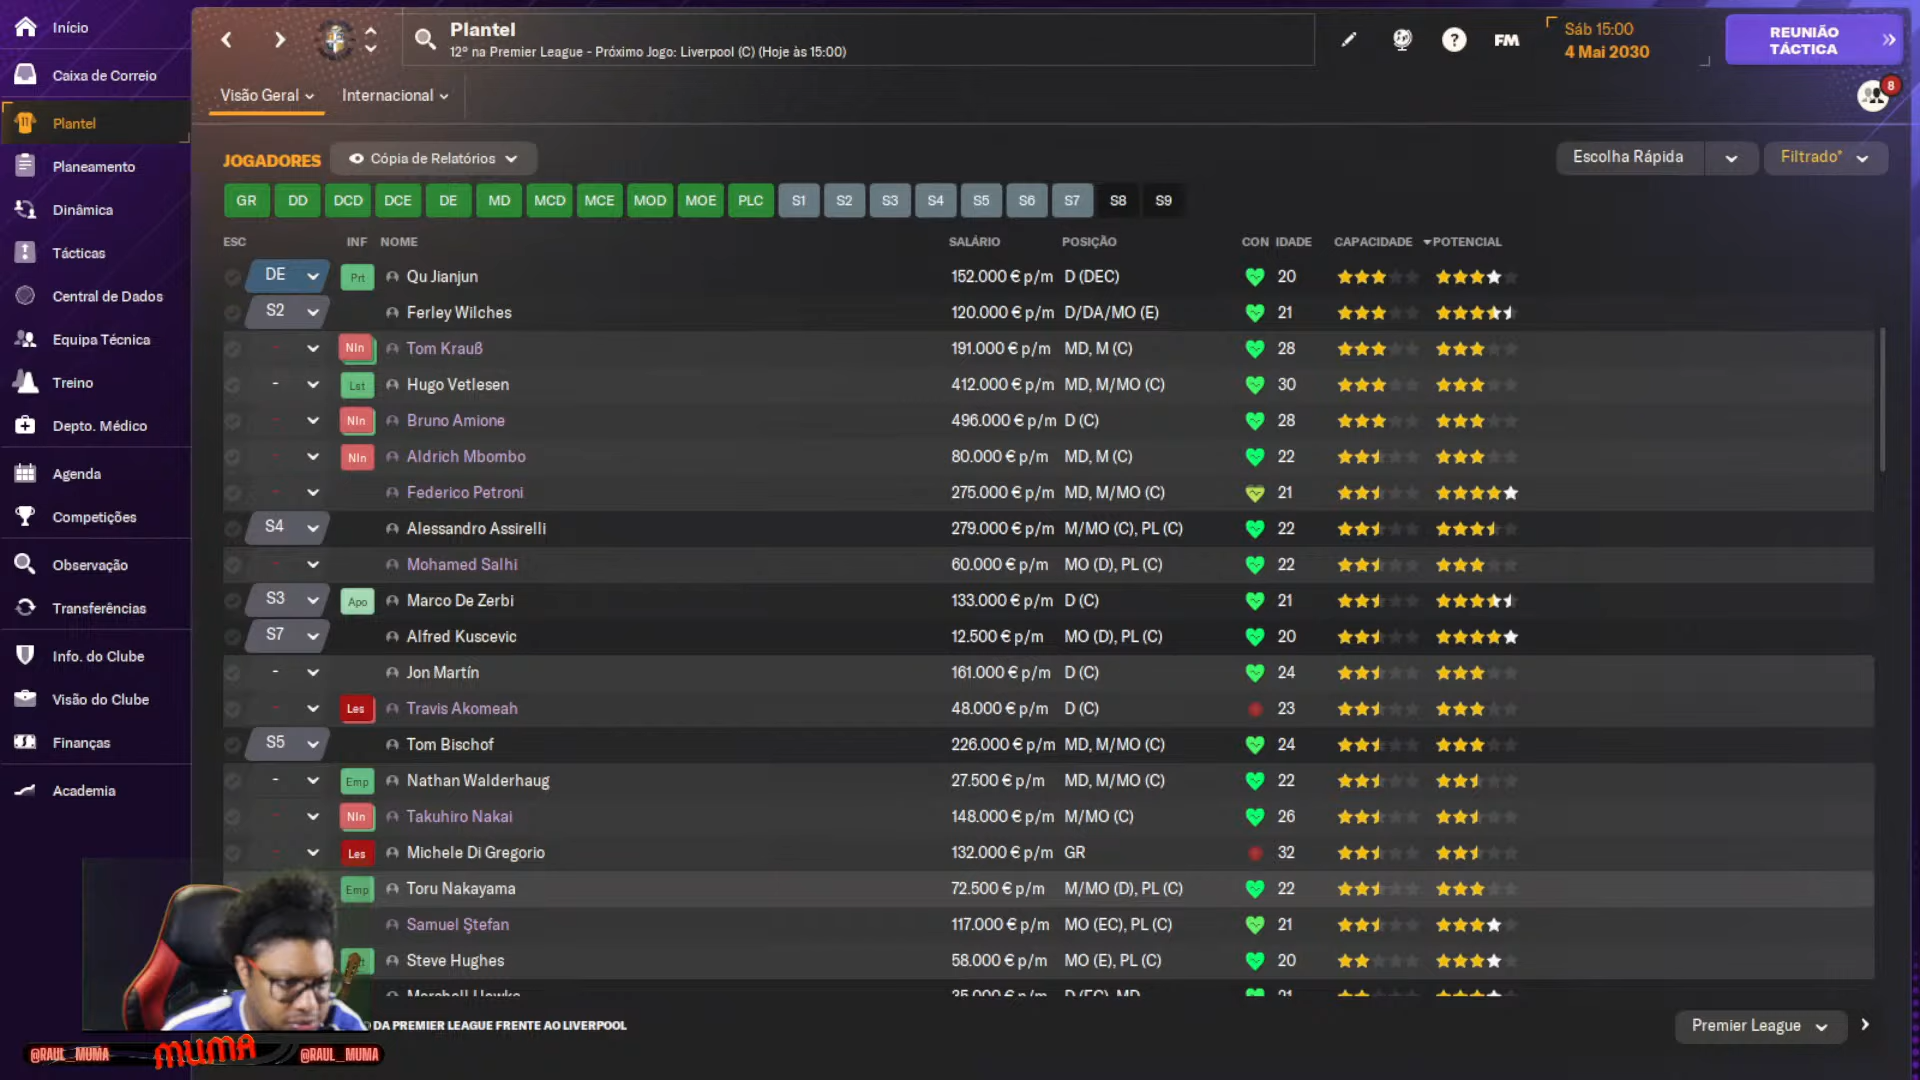 Início
Caixa de Correio
Plantel
Planeamento
Dinâmica
Tácticas
Central de Dados
Equipa Técnica
Treino
Depto. Médico
Agenda
Competições
Observação
Transferências
Info. do Clube
Visão do Clube
Finanças
Academia
Plantel
12º na Premier League - Próximo Jogo: Liverpool (C) (Hoje às 15:00)
? FM
Sáb 15:00
4 Mai 2030
REUNIÃO
TÁCTICA
8
Visão Geral Internacional
JOGADORES Cópia de Relatórios Escolha Rápida Filtrado*
GR DD DCD DCE DE MD MCD MCE MOD MOE PLC S1 S2 S3 S4 S5 S6 S7 S8 S9
ESC INF NOME SALÁRIO POSIÇÃO CON IDADE CAPACIDADE POTENCIAL
DE Prt Qu Jianjun 152.000 € p/m D (DEC) 20
S2 Ferley Wilches 120.000 € p/m D/DA/MO (E) 21
- NIn Tom Krauß 191.000 € p/m MD, M (C) 28
- Lst Hugo Vetlesen 412.000 € p/m MD, M/MO (C) 30
- NIn Bruno Amione 496.000 € p/m D (C) 28
- NIn Aldrich Mbombo 80.000 € p/m MD, M (C) 22
- Federico Petroni 275.000 € p/m MD, M/MO (C) 21
S4 Alessandro Assirelli 279.000 € p/m M/MO (C), PL (C) 22
- Mohamed Salhi 60.000 € p/m MO (D), PL (C) 22
S3 Apo Marco De Zerbi 133.000 € p/m D (C) 21
S7 Alfred Kuscevic 12.500 € p/m MO (D), PL (C) 20
- Jon Martín 161.000 € p/m D (C) 24
- Les Travis Akomeah 48.000 € p/m D (C) 23
S5 Tom Bischof 226.000 € p/m MD, M/MO (C) 24
- Emp Nathan Walderhaug 27.500 € p/m MD, M/MO (C) 22
- NIn Takuhiro Nakai 148.000 € p/m M/MO (C) 26
- Les Michele Di Gregorio 132.000 € p/m GR 32
Emp Toru Nakayama 72.500 € p/m M/MO (D), PL (C) 22
Samuel Ștefan 117.000 € p/m MO (EC), PL (C) 21
Steve Hughes 58.000 € p/m MO (E), PL (C) 20
35.000 € p/m D (EC), MD 21
DA PREMIER LEAGUE FRENTE AO LIVERPOOL
Premier League
@RAUL_MUMA MUMA @RAUL_MUMA